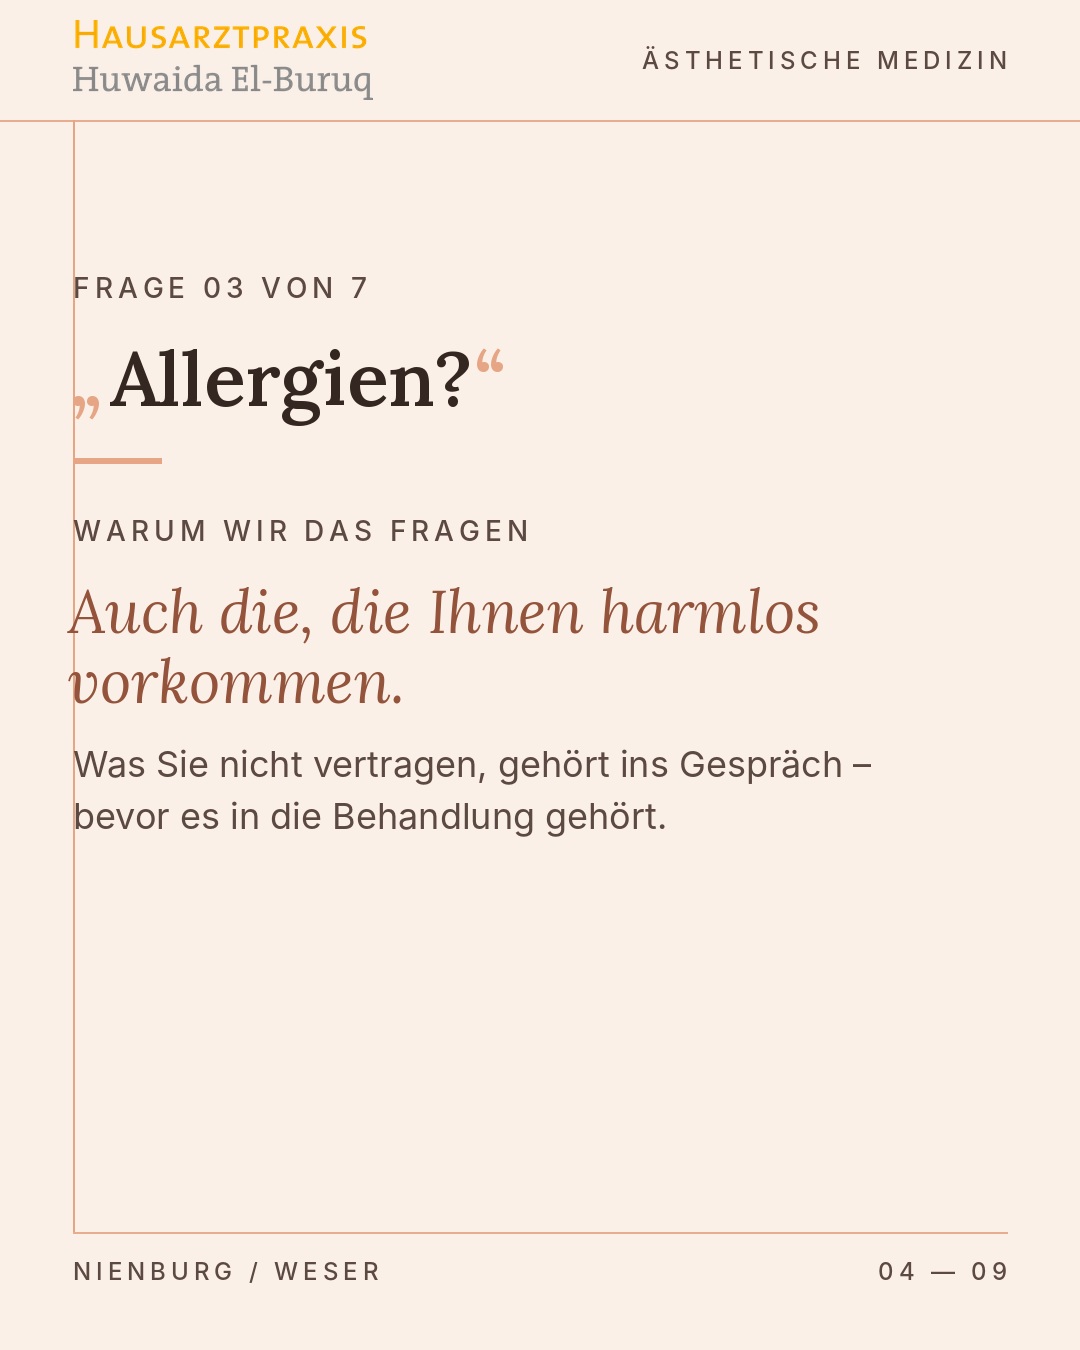 HAUSARZTPRAXIS
Huwaida El-Buruq
ÄSTHETISCHE MEDIZIN
FRAGE 03 VON 7
„Allergien?“
WARUM WIR DAS FRAGEN
Auch die, die Ihnen harmlos
vorkommen.
Was Sie nicht vertragen, gehört ins Gespräch –
bevor es in die Behandlung gehört.
NIENBURG / WESER
04 — 09